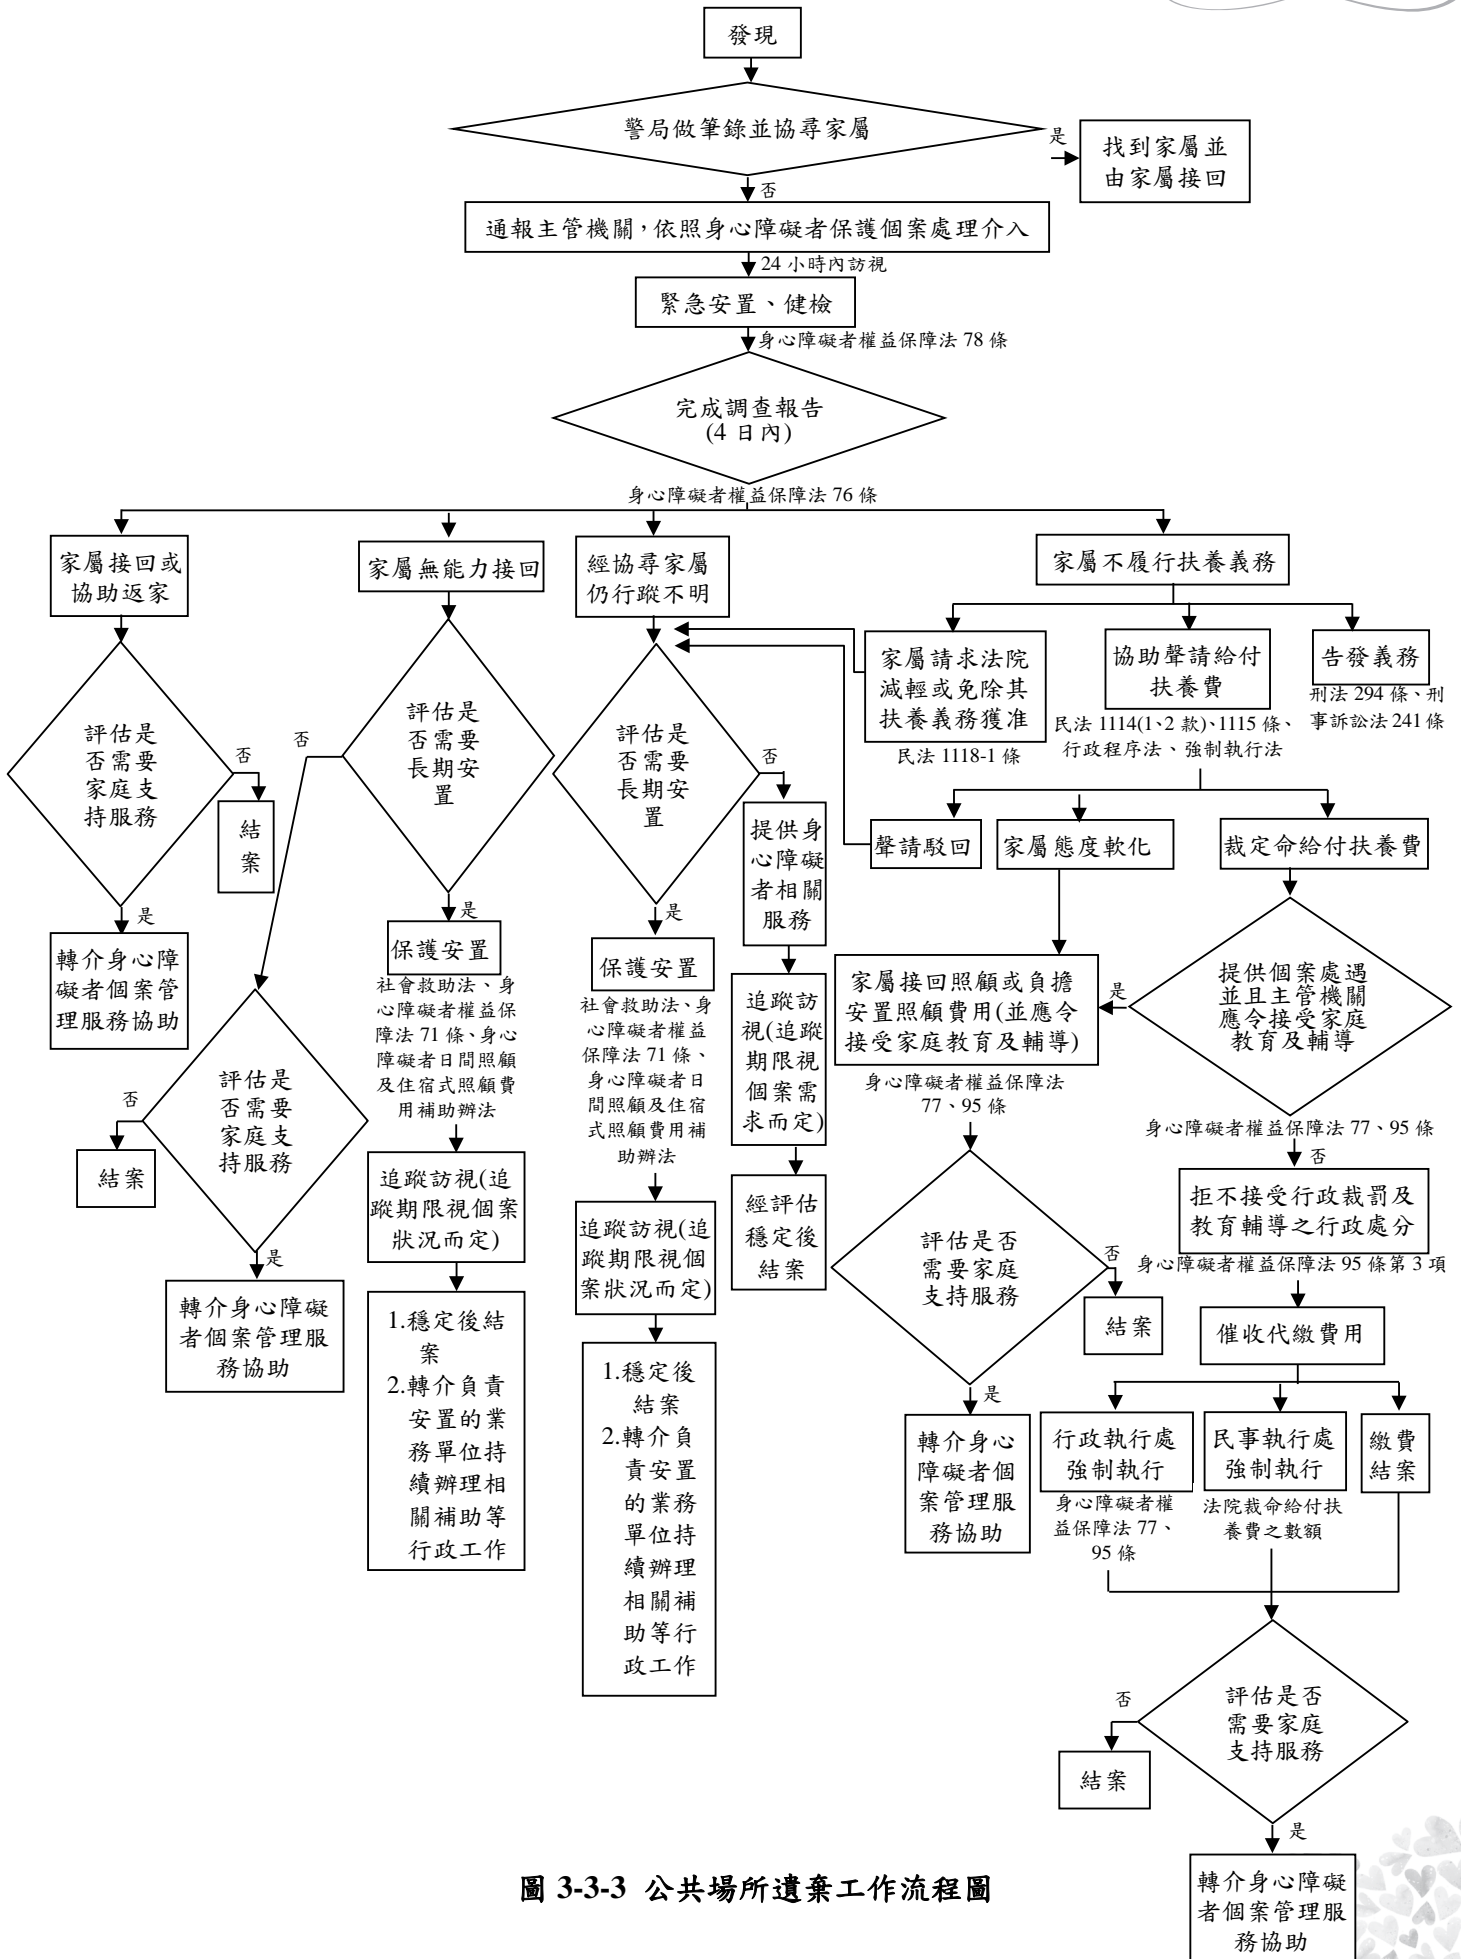 發現
警局做筆錄並協尋家屬
是
找到家屬並
由家屬接回
否
通報主管機關，依照身心障礙者保護個案處理介入
24 小時內訪視
緊急安置、健檢
身心障礙者權益保障法 78 條
完成調查報告
(4 日內)
身心障礙者權益保障法 76 條
家屬接回或
協助返家
評估是
否需要
家庭支
持服務
否
結
案
是
轉介身心障
礙者個案管
理服務協助
家屬無能力接回
評估是
否需要
長期安
置
否
評估是
否需要
家庭支
持服務
否
結案
是
轉介身心障礙
者個案管理服
務協助
是
保護安置
社會救助法、身
心障礙者權益保
障法 71 條、身心
障礙者日間照顧
及住宿式照顧費
用補助辦法
追蹤訪視(追
蹤期限視個案
狀況而定)
1.穩定後結
案
2.轉介負責
安置的業
務單位持
續辦理相
關補助等
行政工作
經協尋家屬
仍行蹤不明
評估是
否需要
長期安
置
是
保護安置
社會救助法、身
心障礙者權益
保障法 71 條、
身心障礙者日
間照顧及住宿
式照顧費用補
助辦法
追蹤訪視(追
蹤期限視個
案狀況而定)
1.穩定後
結案
2.轉介負
責安置
的業務
單位持
續辦理
相關補
助等行
政工作
否
提供身
心障礙
者相關
服務
追蹤訪
視(追蹤
期限視
個案需
求而定)
經評估
穩定後
結案
家屬不履行扶養義務
家屬請求法院
減輕或免除其
扶養義務獲准
民法 1118-1 條
協助聲請給付
扶養費
民法 1114(1、2 款)、1115 條、
行政程序法、強制執行法
告發義務
刑法 294 條、刑
事訴訟法 241 條
聲請駁回
家屬態度軟化
裁定命給付扶養費
家屬接回照顧或負擔
安置照顧費用(並應令
接受家庭教育及輔導)
身心障礙者權益保障法
77、95 條
是
提供個案處遇
並且主管機關
應令接受家庭
教育及輔導
身心障礙者權益保障法 77、95 條
否
拒不接受行政裁罰及
教育輔導之行政處分
身心障礙者權益保障法 95 條第 3 項
評估是否
需要家庭
支持服務
否
結案
是
轉介身心
障礙者個
案管理服
務協助
催收代繳費用
行政執行處
強制執行
身心障礙者權
益保障法 77、
95 條
民事執行處
強制執行
法院裁命給付扶
養費之數額
繳費
結案
評估是否
需要家庭
支持服務
否
結案
是
轉介身心障礙
者個案管理服
務協助
圖 3-3-3 公共場所遺棄工作流程圖